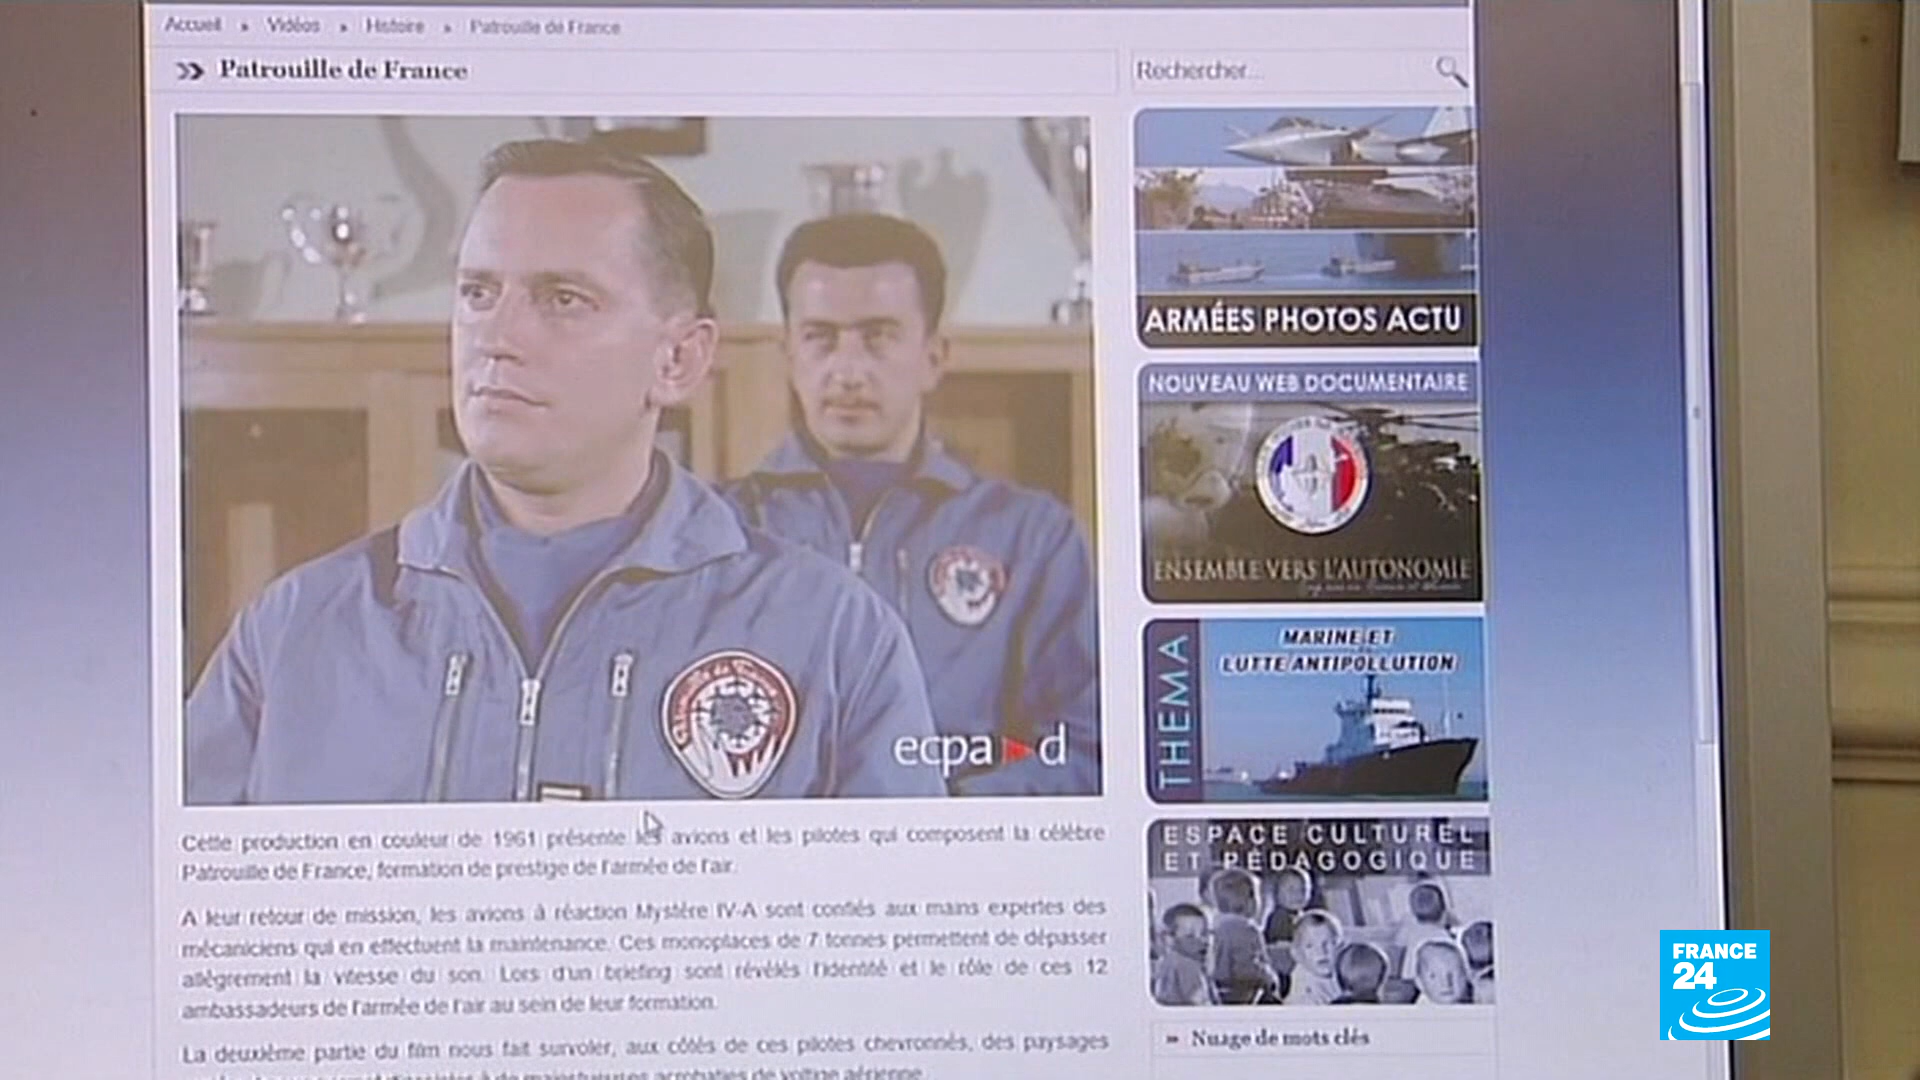 Accueil » Vidéos » Histoire » Patrouille de France
» Patrouille de France
Rechercher...
ecpa d
Cette production en couleur de 1961 présente les avions et les pilotes qui composent la célèbre
Patrouille de France, formation de prestige de l'armée de l'air.
A leur retour de mission, les avions à réaction Mystère IV-A sont confiés aux mains expertes des
mécaniciens qui en effectuent la maintenance. Ces monoplaces de 7 tonnes permettent de dépasser
allègrement la vitesse du son. Lors d'un briefing sont révélés l'identité et le rôle de ces 12
ambassadeurs de l'armée de l'air au sein de leur formation.
La deuxième partie du film nous fait survoler, aux côtés de ces pilotes chevronnés, des paysages
acrobaties de voltige aérienne.
ARMÉES PHOTOS ACTU
NOUVEAU WEB DOCUMENTAIRE
ENSEMBLE VERS L'AUTONOMIE
THEMA
MARINE ET
LUTTE ANTIPOLLUTION
ESPACE CULTUREL
ET PÉDAGOGIQUE
» Nuage de mots clés
FRANCE
24